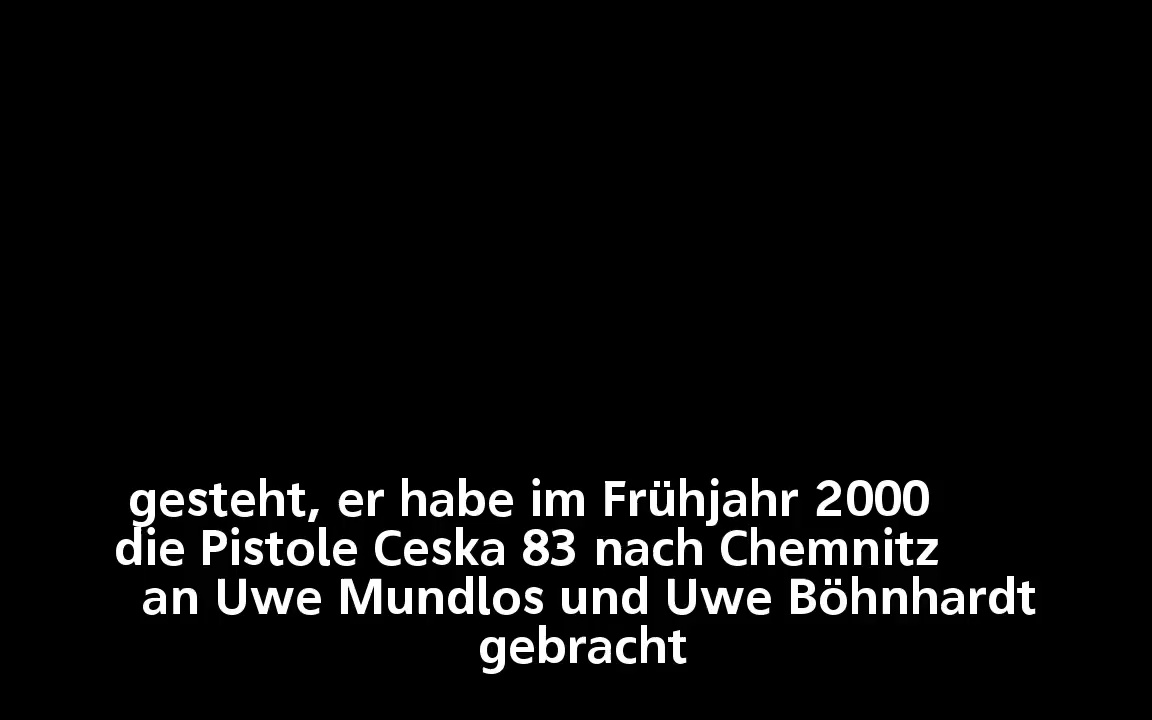 gesteht, er habe im Frühjahr 2000
die Pistole Ceska 83 nach Chemnitz
an Uwe Mundlos und Uwe Böhnhardt
gebracht